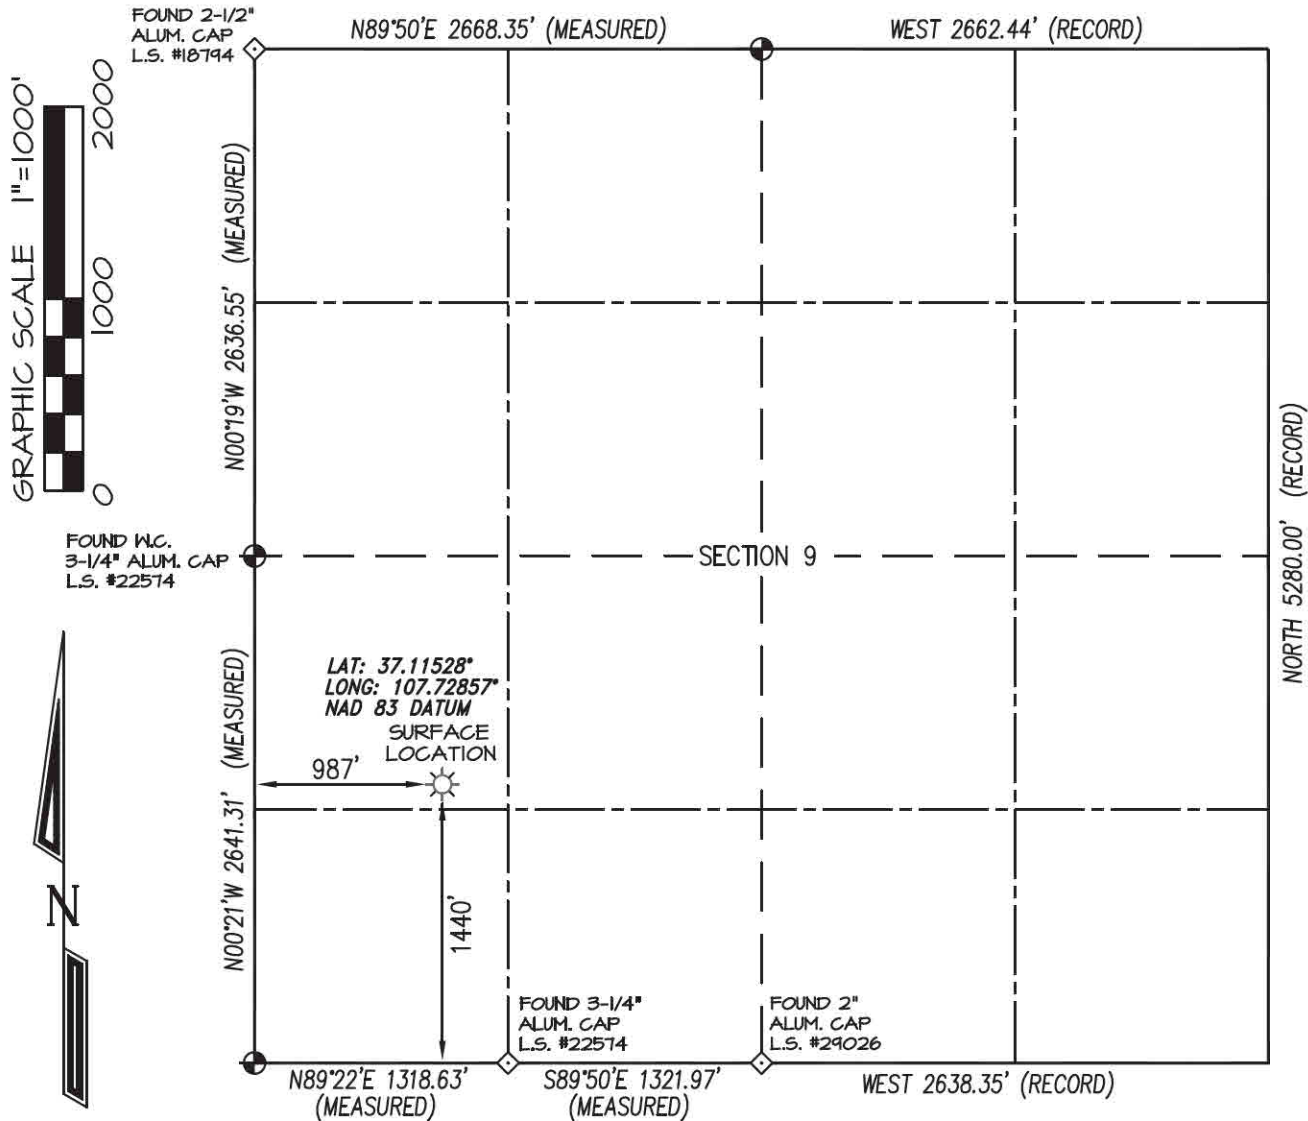 FOUND 2-1/2"
ALUM. CAP
L.S. #18794
N89°50'E 2668.35' (MEASURED)
WEST 2662.44' (RECORD)
GRAPHIC SCALE 1"=1000'
2000
1000
0
N00°19'W 2636.55' (MEASURED)
FOUND W.C.
3-1/4" ALUM. CAP
L.S. #22574
SECTION 9
NORTH 5280.00' (RECORD)
LAT: 37.11528°
LONG: 107.72857°
NAD 83 DATUM
SURFACE
LOCATION
987'
N00°21'W 2641.31' (MEASURED)
1440'
N
FOUND 3-1/4"
ALUM. CAP
L.S. #22574
FOUND 2"
ALUM. CAP
L.S. #29026
N89°22'E 1318.63'
(MEASURED)
S89°50'E 1321.97'
(MEASURED)
WEST 2638.35' (RECORD)